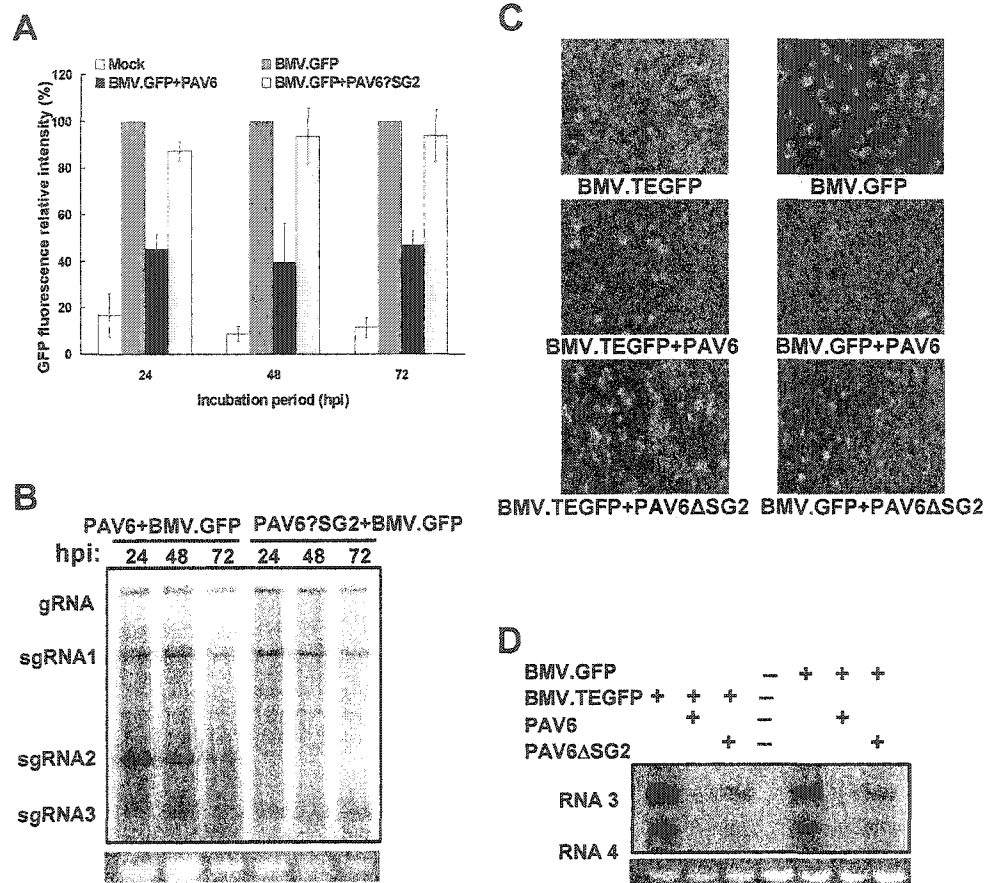 A
GFP fluorescence relative intensity (%)
Mock
BMV.GFP
BMV.GFP+PAV6
BMV.GFP+PAV6?SG2
120
100
80
60
40
20
0
24
48
72
Incubation period (hpi)
B
PAV6+BMV.GFP
PAV6?SG2+BMV.GFP
hpi: 24 48 72 24 48 72
gRNA
sgRNA1
sgRNA2
sgRNA3
C
BMV.TEGFP
BMV.GFP
BMV.TEGFP+PAV6
BMV.GFP+PAV6
BMV.TEGFP+PAV6ΔSG2
BMV.GFP+PAV6ΔSG2
D
BMV.GFP − + + +
BMV.TEGFP + + + −
PAV6 + − +
PAV6ΔSG2 + − +
RNA 3
RNA 4